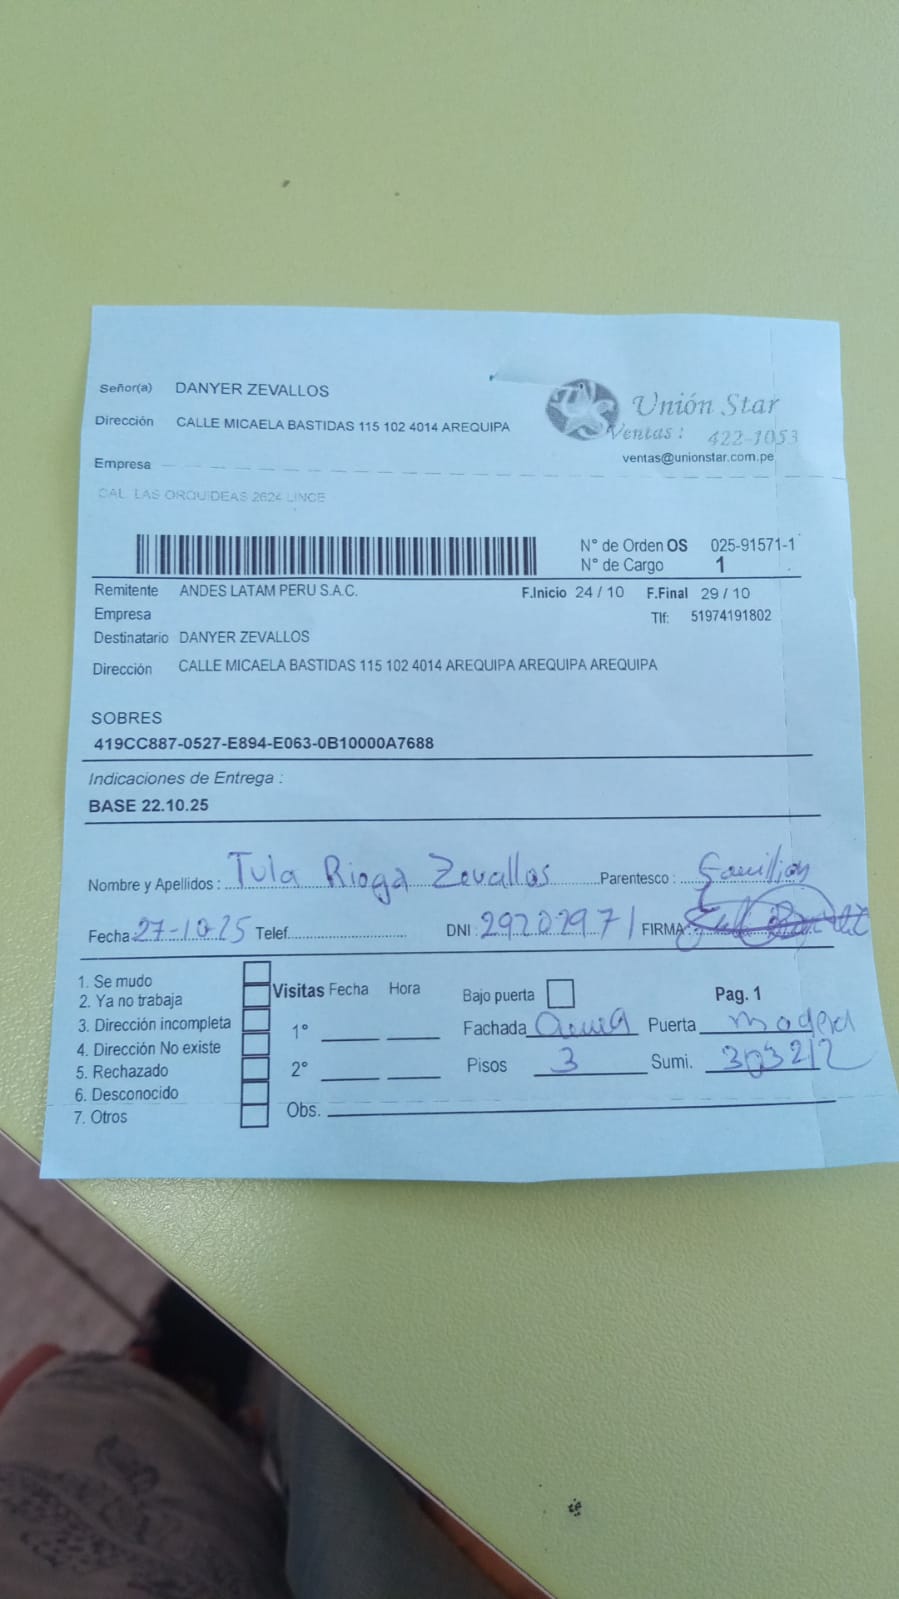 Señor(a) DANYER ZEVALLOS
Dirección CALLE MICAELA BASTIDAS 115 102 4014 AREQUIPA
Unión Star
Ventas : 422-1053
ventas@unionstar.com.pe
Empresa
CAL. LAS ORQUIDEAS 2624 LINCE
N° de Orden OS 025-91571-1
N° de Cargo 1
Remitente ANDES LATAM PERU S.A.C. F.Inicio 24 / 10 F.Final 29 / 10
Empresa Tlf: 51974191802
Destinatario DANYER ZEVALLOS
Dirección CALLE MICAELA BASTIDAS 115 102 4014 AREQUIPA AREQUIPA AREQUIPA
SOBRES
419CC887-0527-E894-E063-0B10000A7688
Indicaciones de Entrega :
BASE 22.10.25
Nombre y Apellidos : Tula Rioga Zevallos Parentesco :
Fecha 27-10-25 Telef. DNI 29202971 FIRMA:
1. Se mudo
2. Ya no trabaja
3. Dirección incompleta
4. Dirección No existe
5. Rechazado
6. Desconocido
7. Otros
Visitas Fecha Hora
1°
2°
Obs.
Bajo puerta Pag. 1
Fachada Puerta
Pisos 3 Sumi.